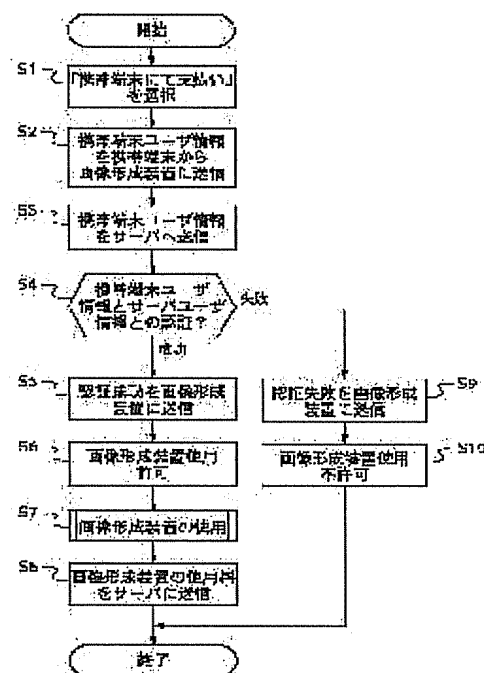 開始
S1
「携帯端末にて支払い」
を選択
S2
携帯端末ユーザ情報
を携帯端末から
画像形成装置に送信
S3
携帯端末ユーザ情報
をサーバへ送信
S4
携帯端末ユーザ
情報とサーバユーザ
情報との認証?
失敗
成功
S5
認証成功を画像形成
装置に送信
S9
認証失敗を画像形成
装置に送信
S6
画像形成装置使用
許可
S10
画像形成装置使用
不許可
S7
画像形成装置の使用
S8
画像形成装置の使用料
をサーバに送信
終了